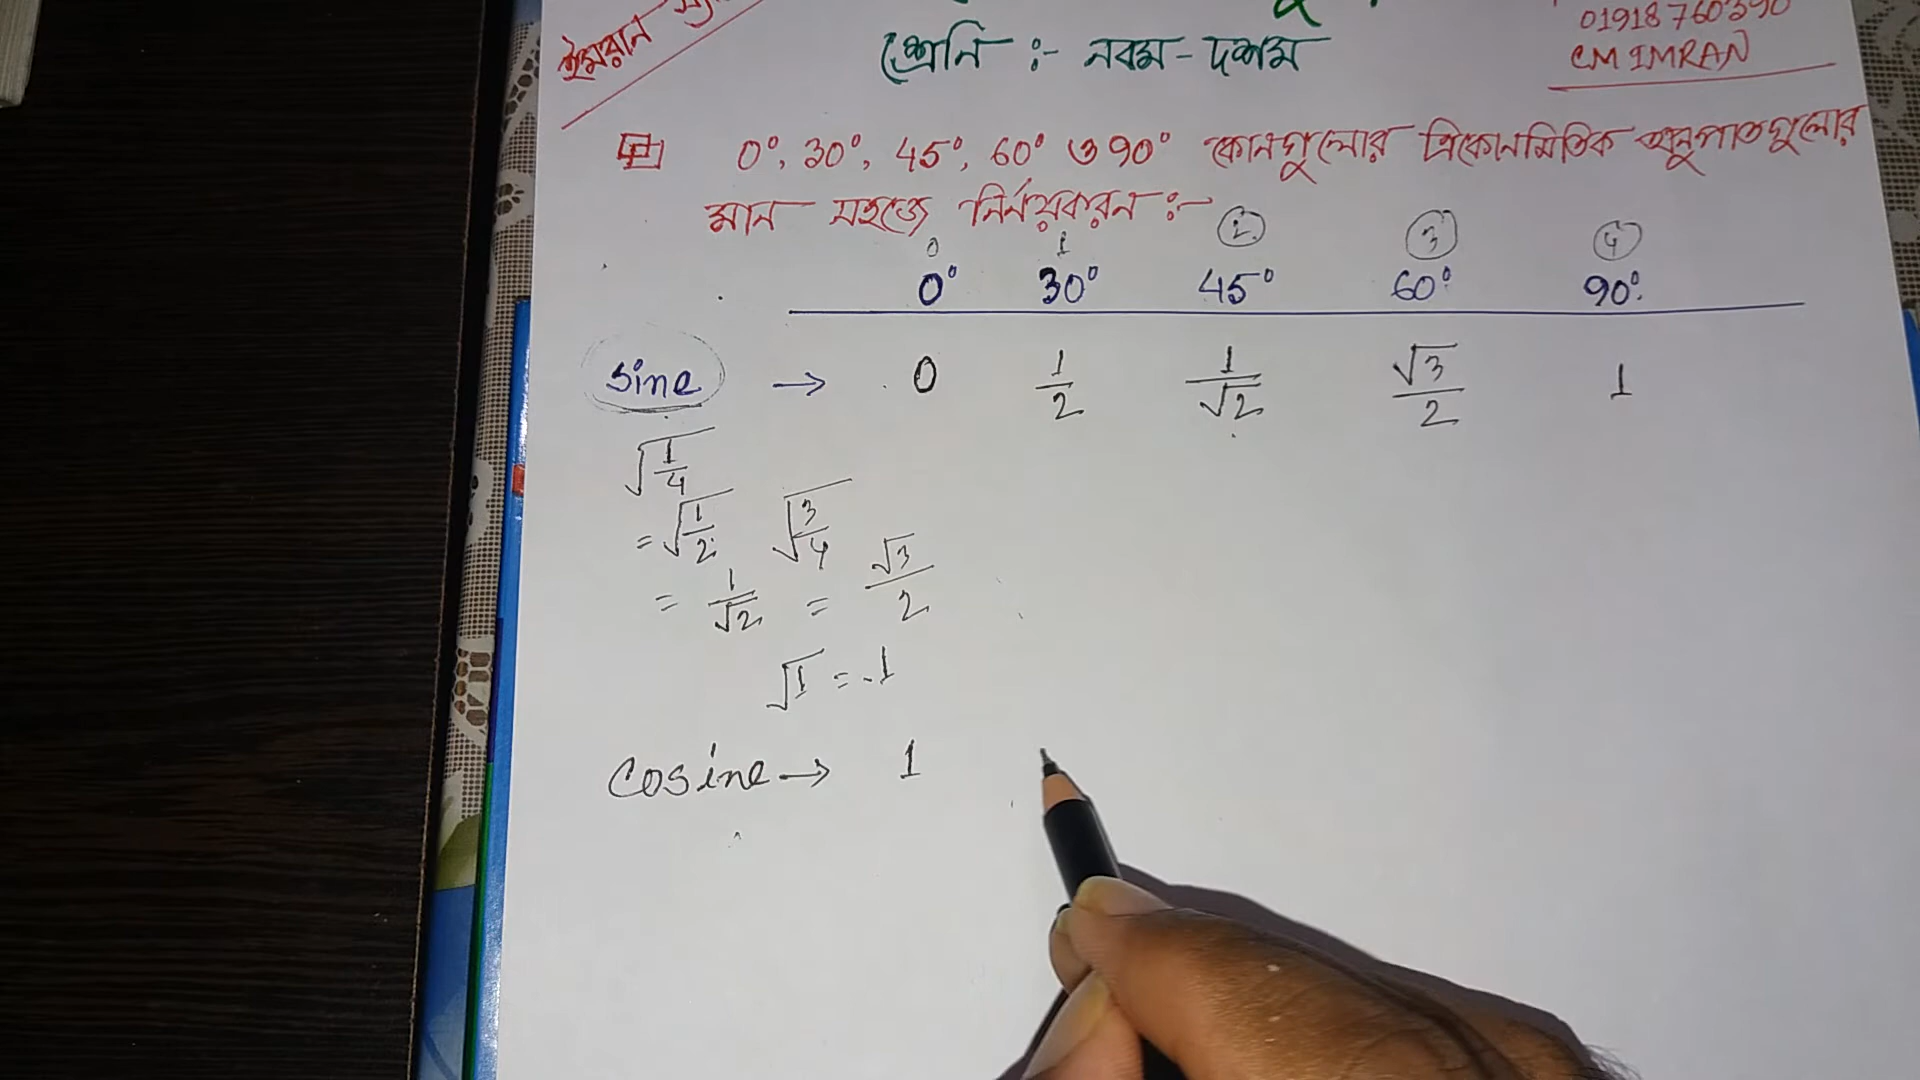 ইমরান
01918760390
CM IMRAN
শ্রেনি :- নবম - দশম
0°, 30°, 45°, 60° ও 90° কোনগুলোর ত্রিকোনমিতিক অনুপাতগুলোর
মান সহজে নির্নয়করন :-
0 1 2 3 4
0° 30° 45° 60° 90°
sine → 0 1/2 1/√2 √3/2 1
√1/4
= √1/2 √3/4
= 1/√2 = √3/2
√1 = 1
cosine → 1